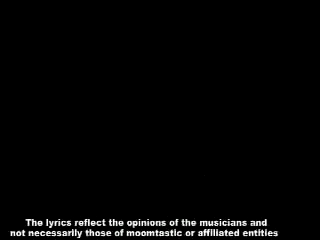 The lyrics reflect the opinions of the musicians and
not necessarily those of moomtastic or affiliated entities